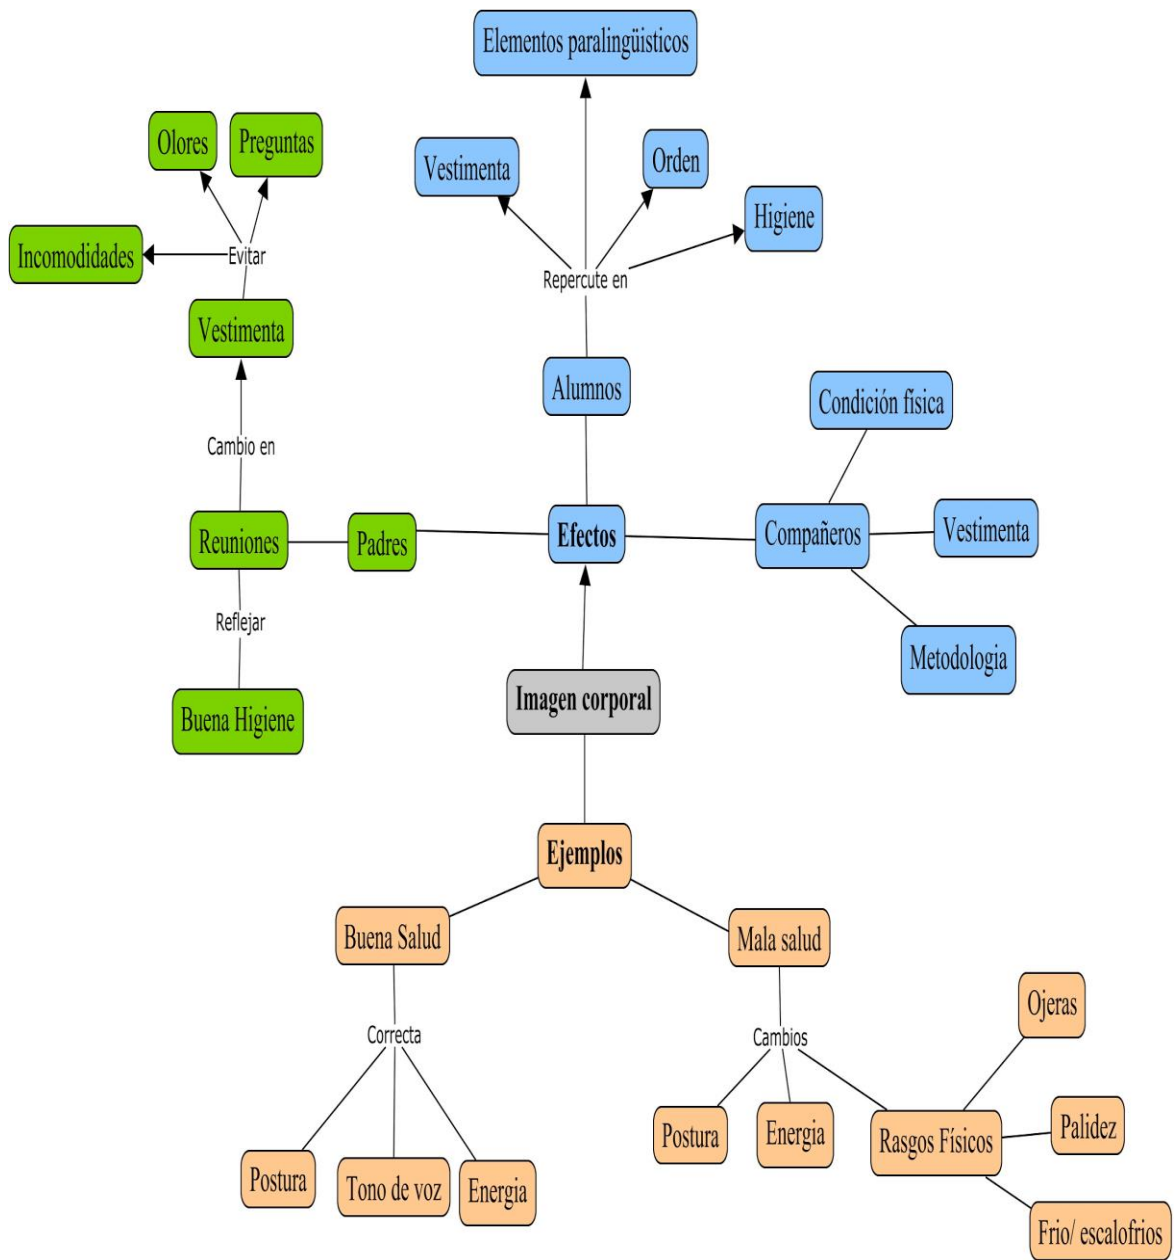 Elementos paralingüisticos
Olores
Preguntas
Vestimenta
Orden
Higiene
Incomodidades
Evitar
Repercute en
Vestimenta
Alumnos
Condición física
Cambio en
Reuniones
Padres
Efectos
Compañeros
Vestimenta
Reflejar
Metodologia
Imagen corporal
Buena Higiene
Ejemplos
Buena Salud
Mala salud
Correcta
Cambios
Ojeras
Postura
Tono de voz
Energia
Postura
Energia
Rasgos Físicos
Palidez
Frio/ escalofrios